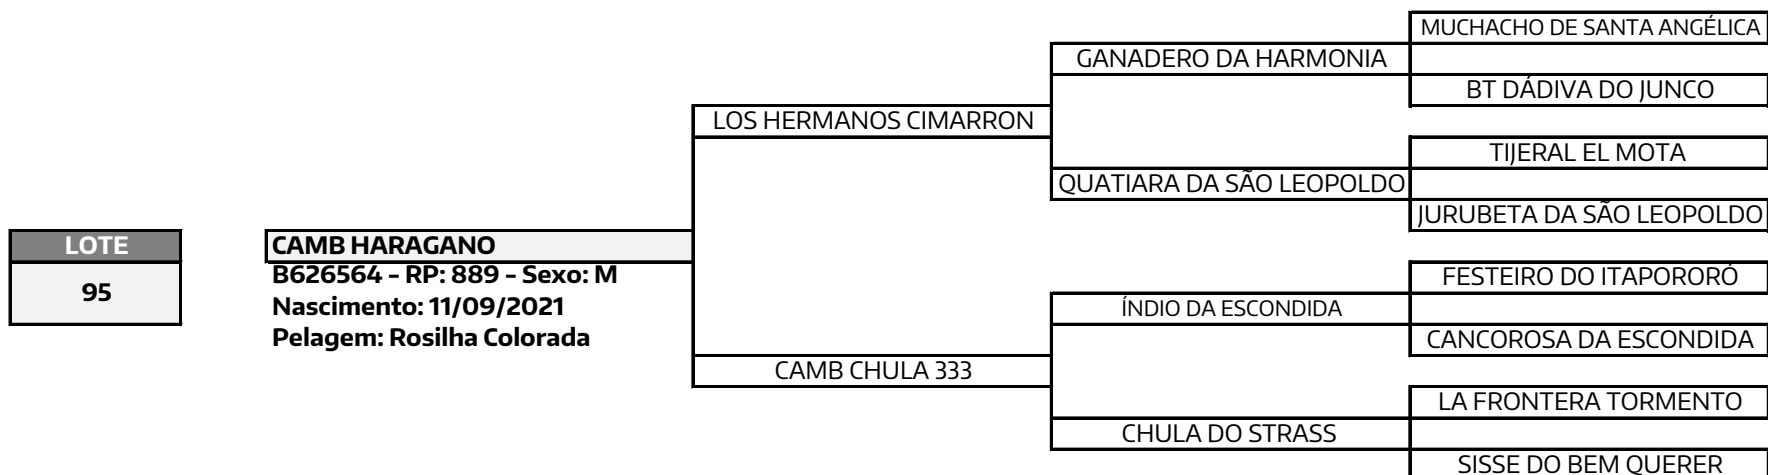 MUCHACHO DE SANTA ANGÉLICA
GANADERO DA HARMONIA
BT DÁDIVA DO JUNCO
LOS HERMANOS CIMARRON
TIJERAL EL MOTA
QUATIARA DA SÃO LEOPOLDO
JURUBETA DA SÃO LEOPOLDO
LOTE
95
CAMB HARAGANO
B626564 - RP: 889 - Sexo: M
Nascimento: 11/09/2021
Pelagem: Rosilha Colorada
FESTEIRO DO ITAPORORÓ
ÍNDIO DA ESCONDIDA
CANCOROSA DA ESCONDIDA
CAMB CHULA 333
LA FRONTERA TORMENTO
CHULA DO STRASS
SISSE DO BEM QUERER